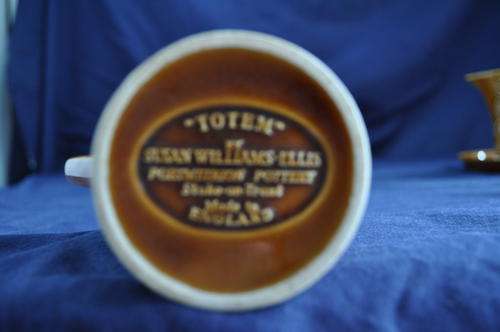 "TOTEM"
BY
SUSAN WILLIAMS-ELLIS
PORTMEIRION POTTERY
Stoke-on-Trent
Made in
ENGLAND